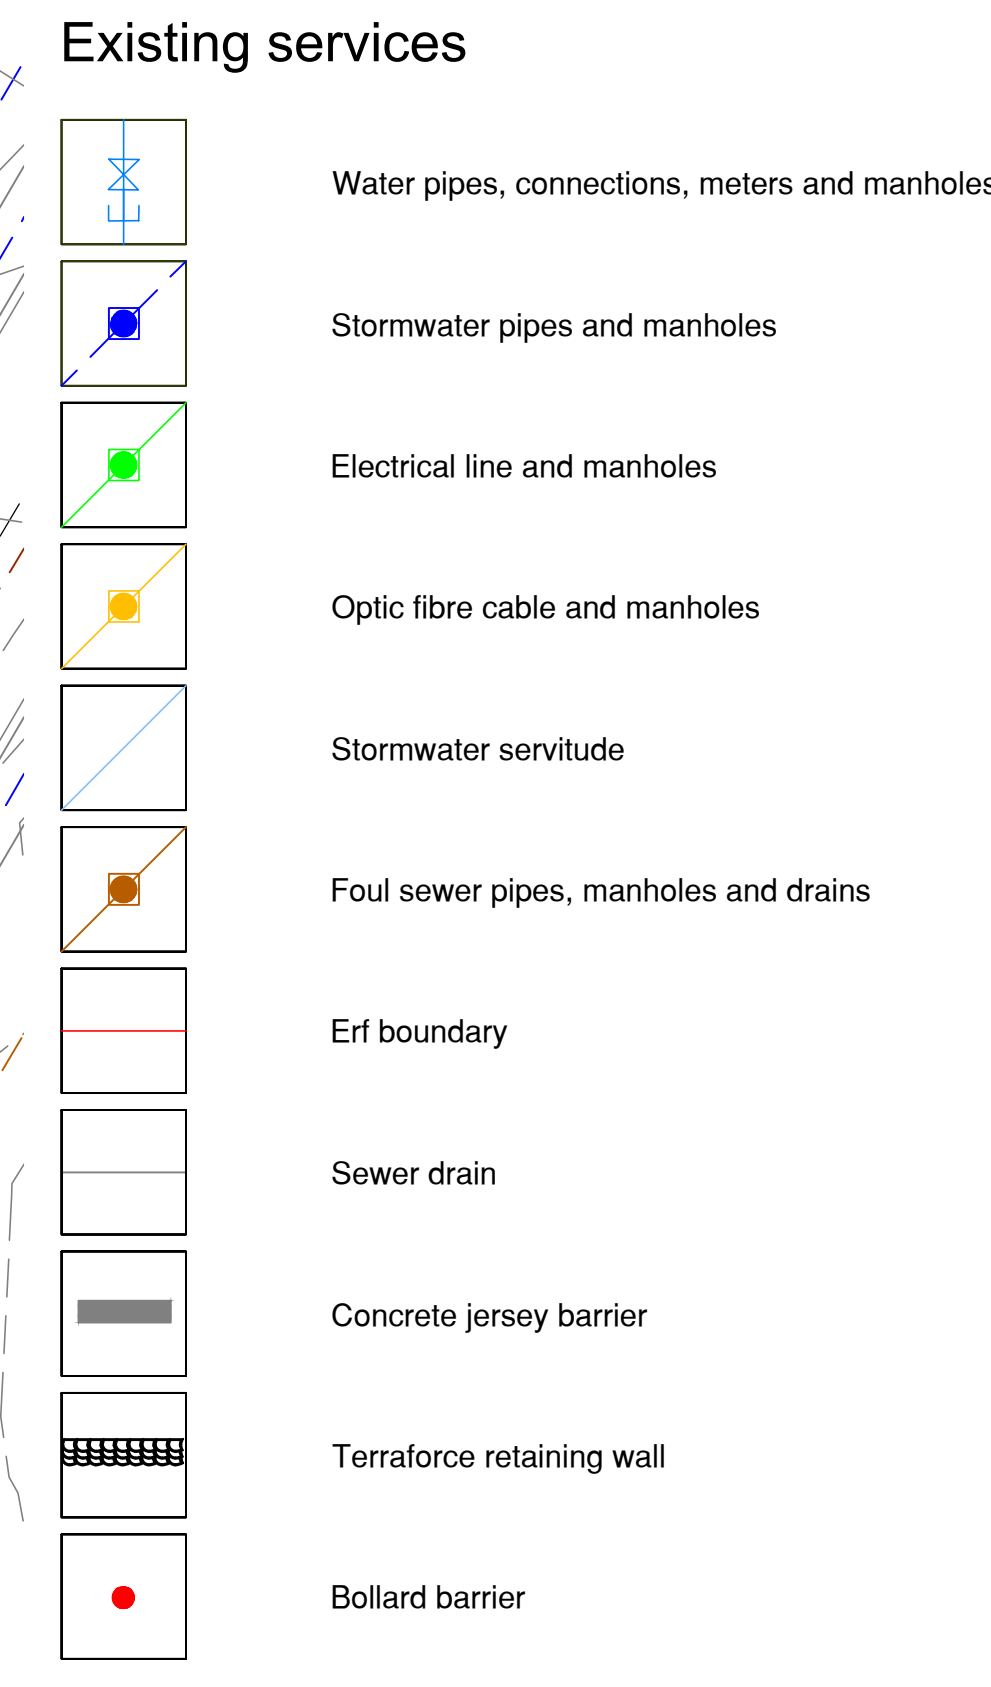 Existing services
Water pipes, connections, meters and manholes
Stormwater pipes and manholes
Electrical line and manholes
Optic fibre cable and manholes
Stormwater servitude
Foul sewer pipes, manholes and drains
Erf boundary
Sewer drain
Concrete jersey barrier
Terraforce retaining wall
Bollard barrier